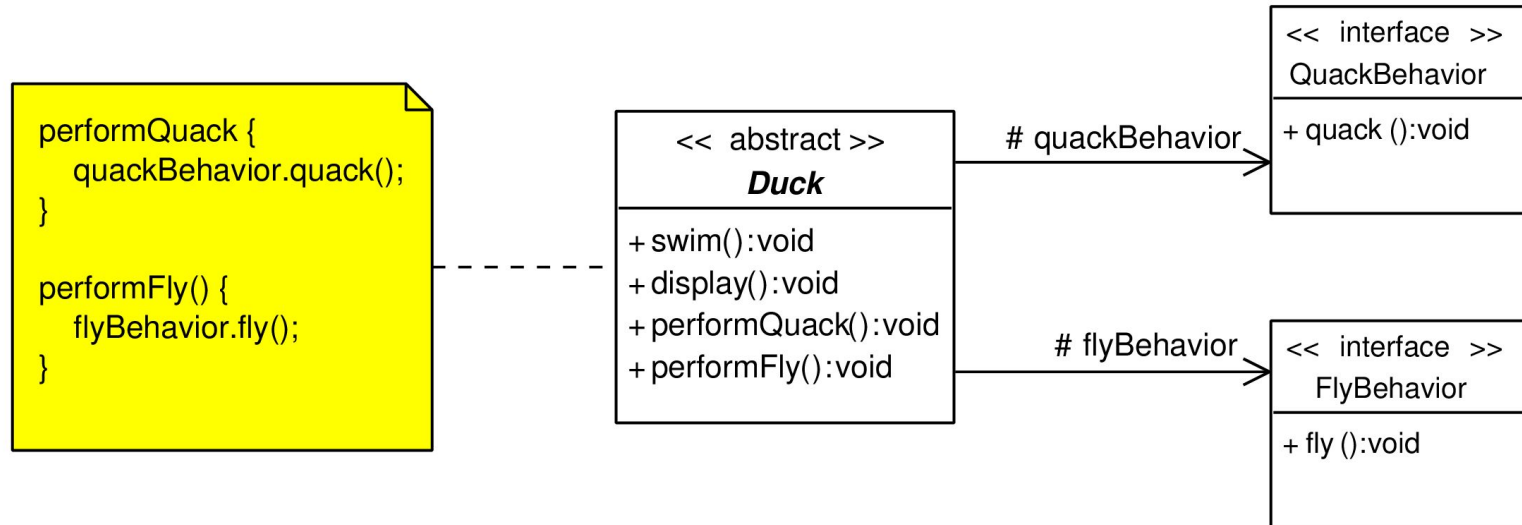 performQuack {
quackBehavior.quack();
}
performFly() {
flyBehavior.fly();
}
<< abstract >>
Duck
+ swim():void
+ display():void
+ performQuack():void
+ performFly():void
# quackBehavior
# flyBehavior
<< interface >>
QuackBehavior
+ quack ():void
<< interface >>
FlyBehavior
+ fly ():void